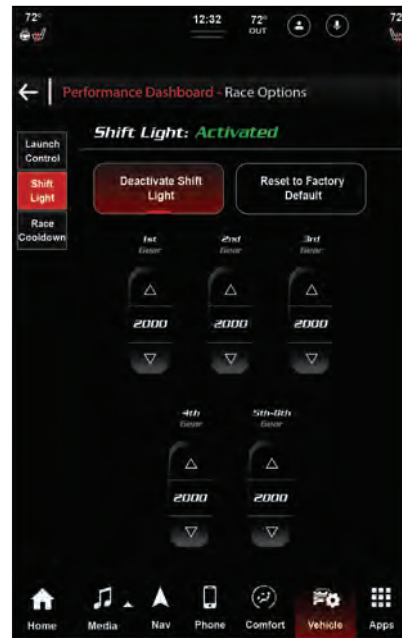 72° 12:32 72° 72
OUT
Performance Dashboard - Race Options
Shift Light: Activated
Launch
Control
Shift
Light
Race
Cooldown
Deactivate Shift
Light
Reset to Factory
Default
1st 2nd 3rd
Gear Gear Gear
2000 2000 2000
4th 5th-8th
Gear Gear
2000 2000
Home Media Nav Phone Comfort Vehicle Apps